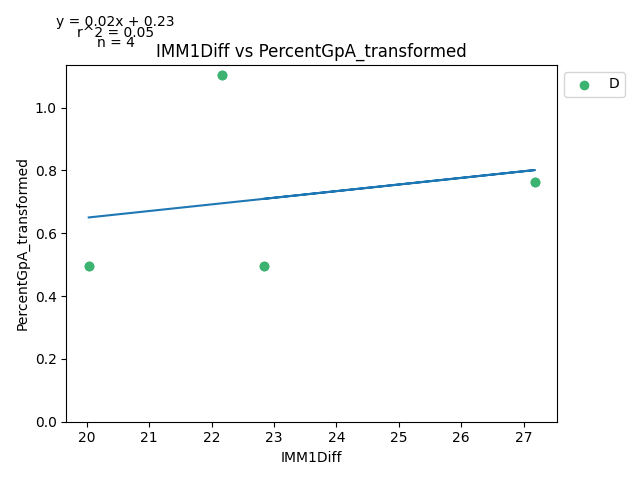 y = 0.02x + 0.23
r^2 = 0.05
n = 4
IMM1Diff vs PercentGpA_transformed
D
PercentGpA_transformed
1.0
0.8
0.6
0.4
0.2
0.0
20 21 22 23 24 25 26 27
IMM1Diff